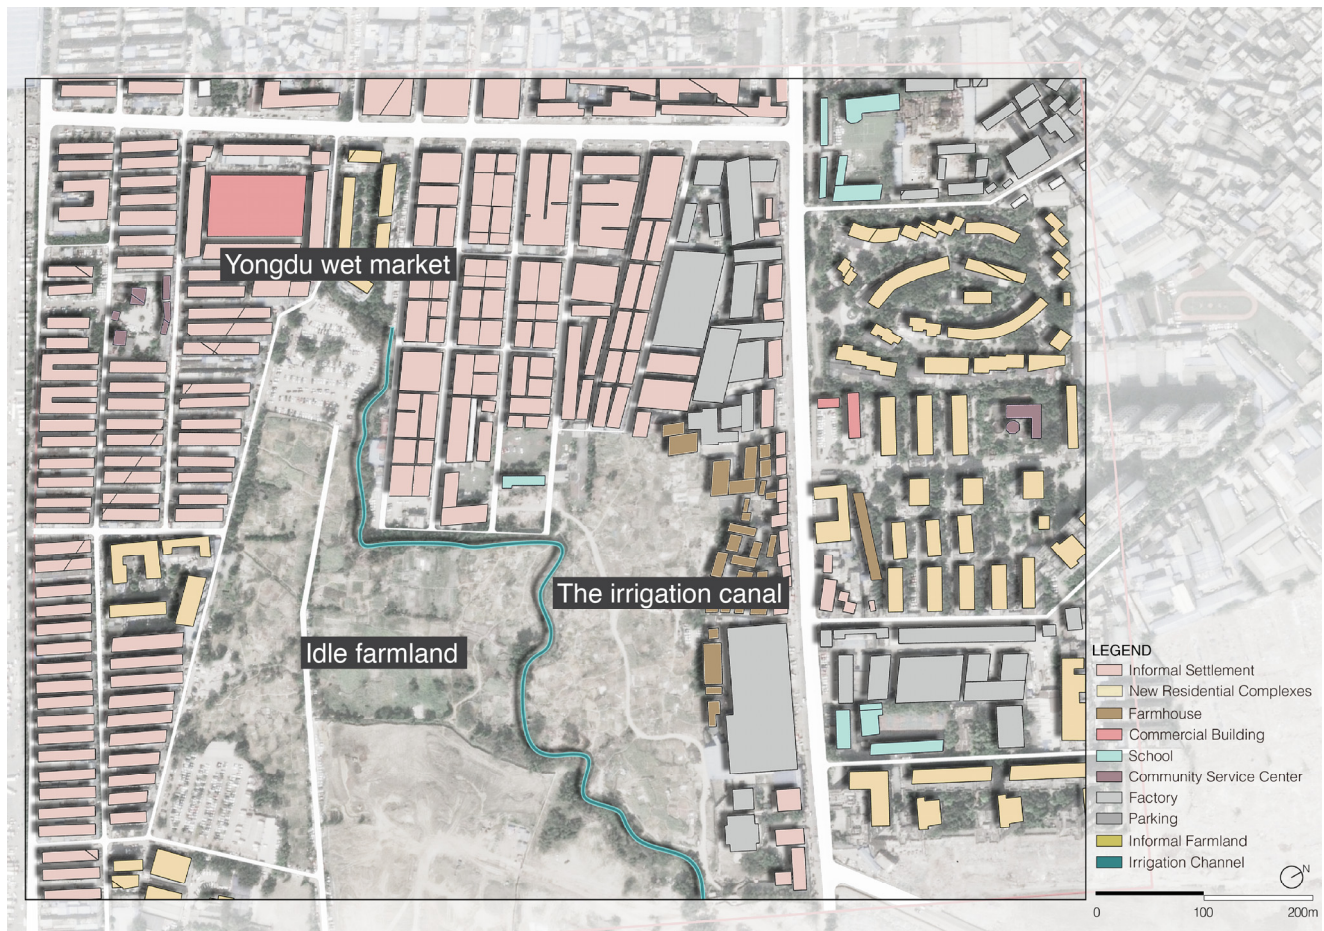 Yongdu wet market
The irrigation canal
Idle farmland
LEGEND
Informal Settlement
New Residential Complexes
Farmhouse
Commercial Building
School
Community Service Center
Factory
Parking
Informal Farmland
Irrigation Channel
N
0 100 200m